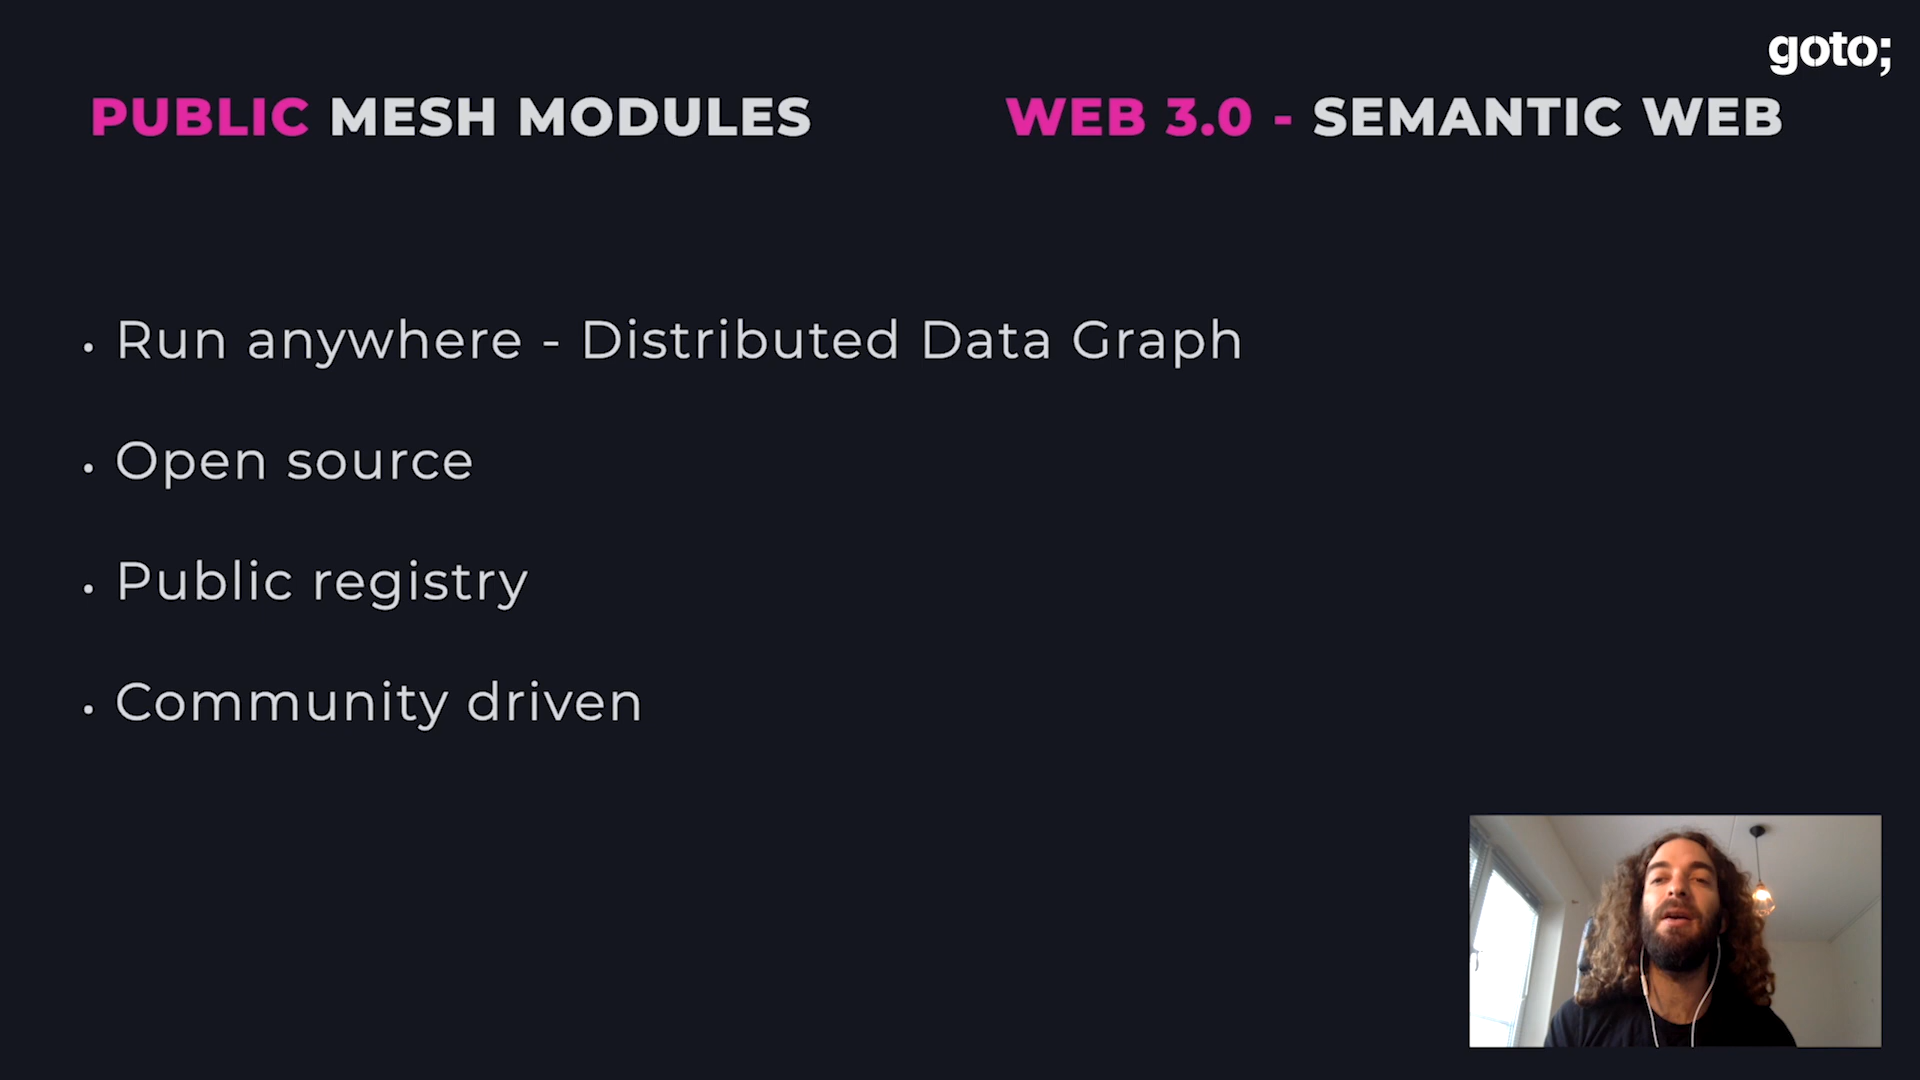 goto;
PUBLIC MESH MODULES
WEB 3.0 - SEMANTIC WEB
• Run anywhere - Distributed Data Graph
• Open source
• Public registry
• Community driven